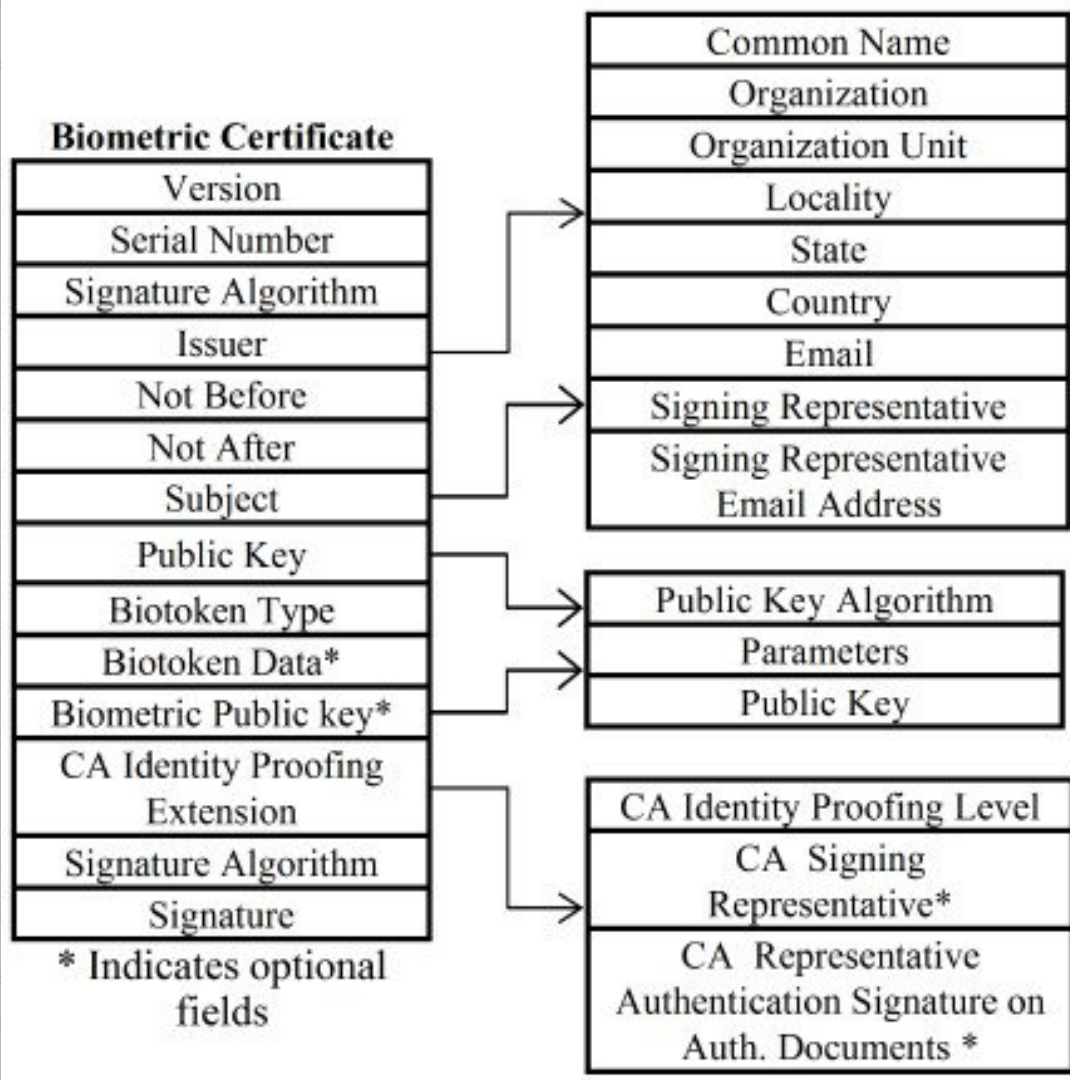 Biometric Certificate
Version
Serial Number
Signature Algorithm
Issuer
Not Before
Not After
Subject
Public Key
Biotoken Type
Biotoken Data*
Biometric Public key*
CA Identity Proofing
Extension
Signature Algorithm
Signature
* Indicates optional
fields
Common Name
Organization
Organization Unit
Locality
State
Country
Email
Signing Representative
Signing Representative
Email Address
Public Key Algorithm
Parameters
Public Key
CA Identity Proofing Level
CA Signing
Representative*
CA Representative
Authentication Signature on
Auth. Documents *